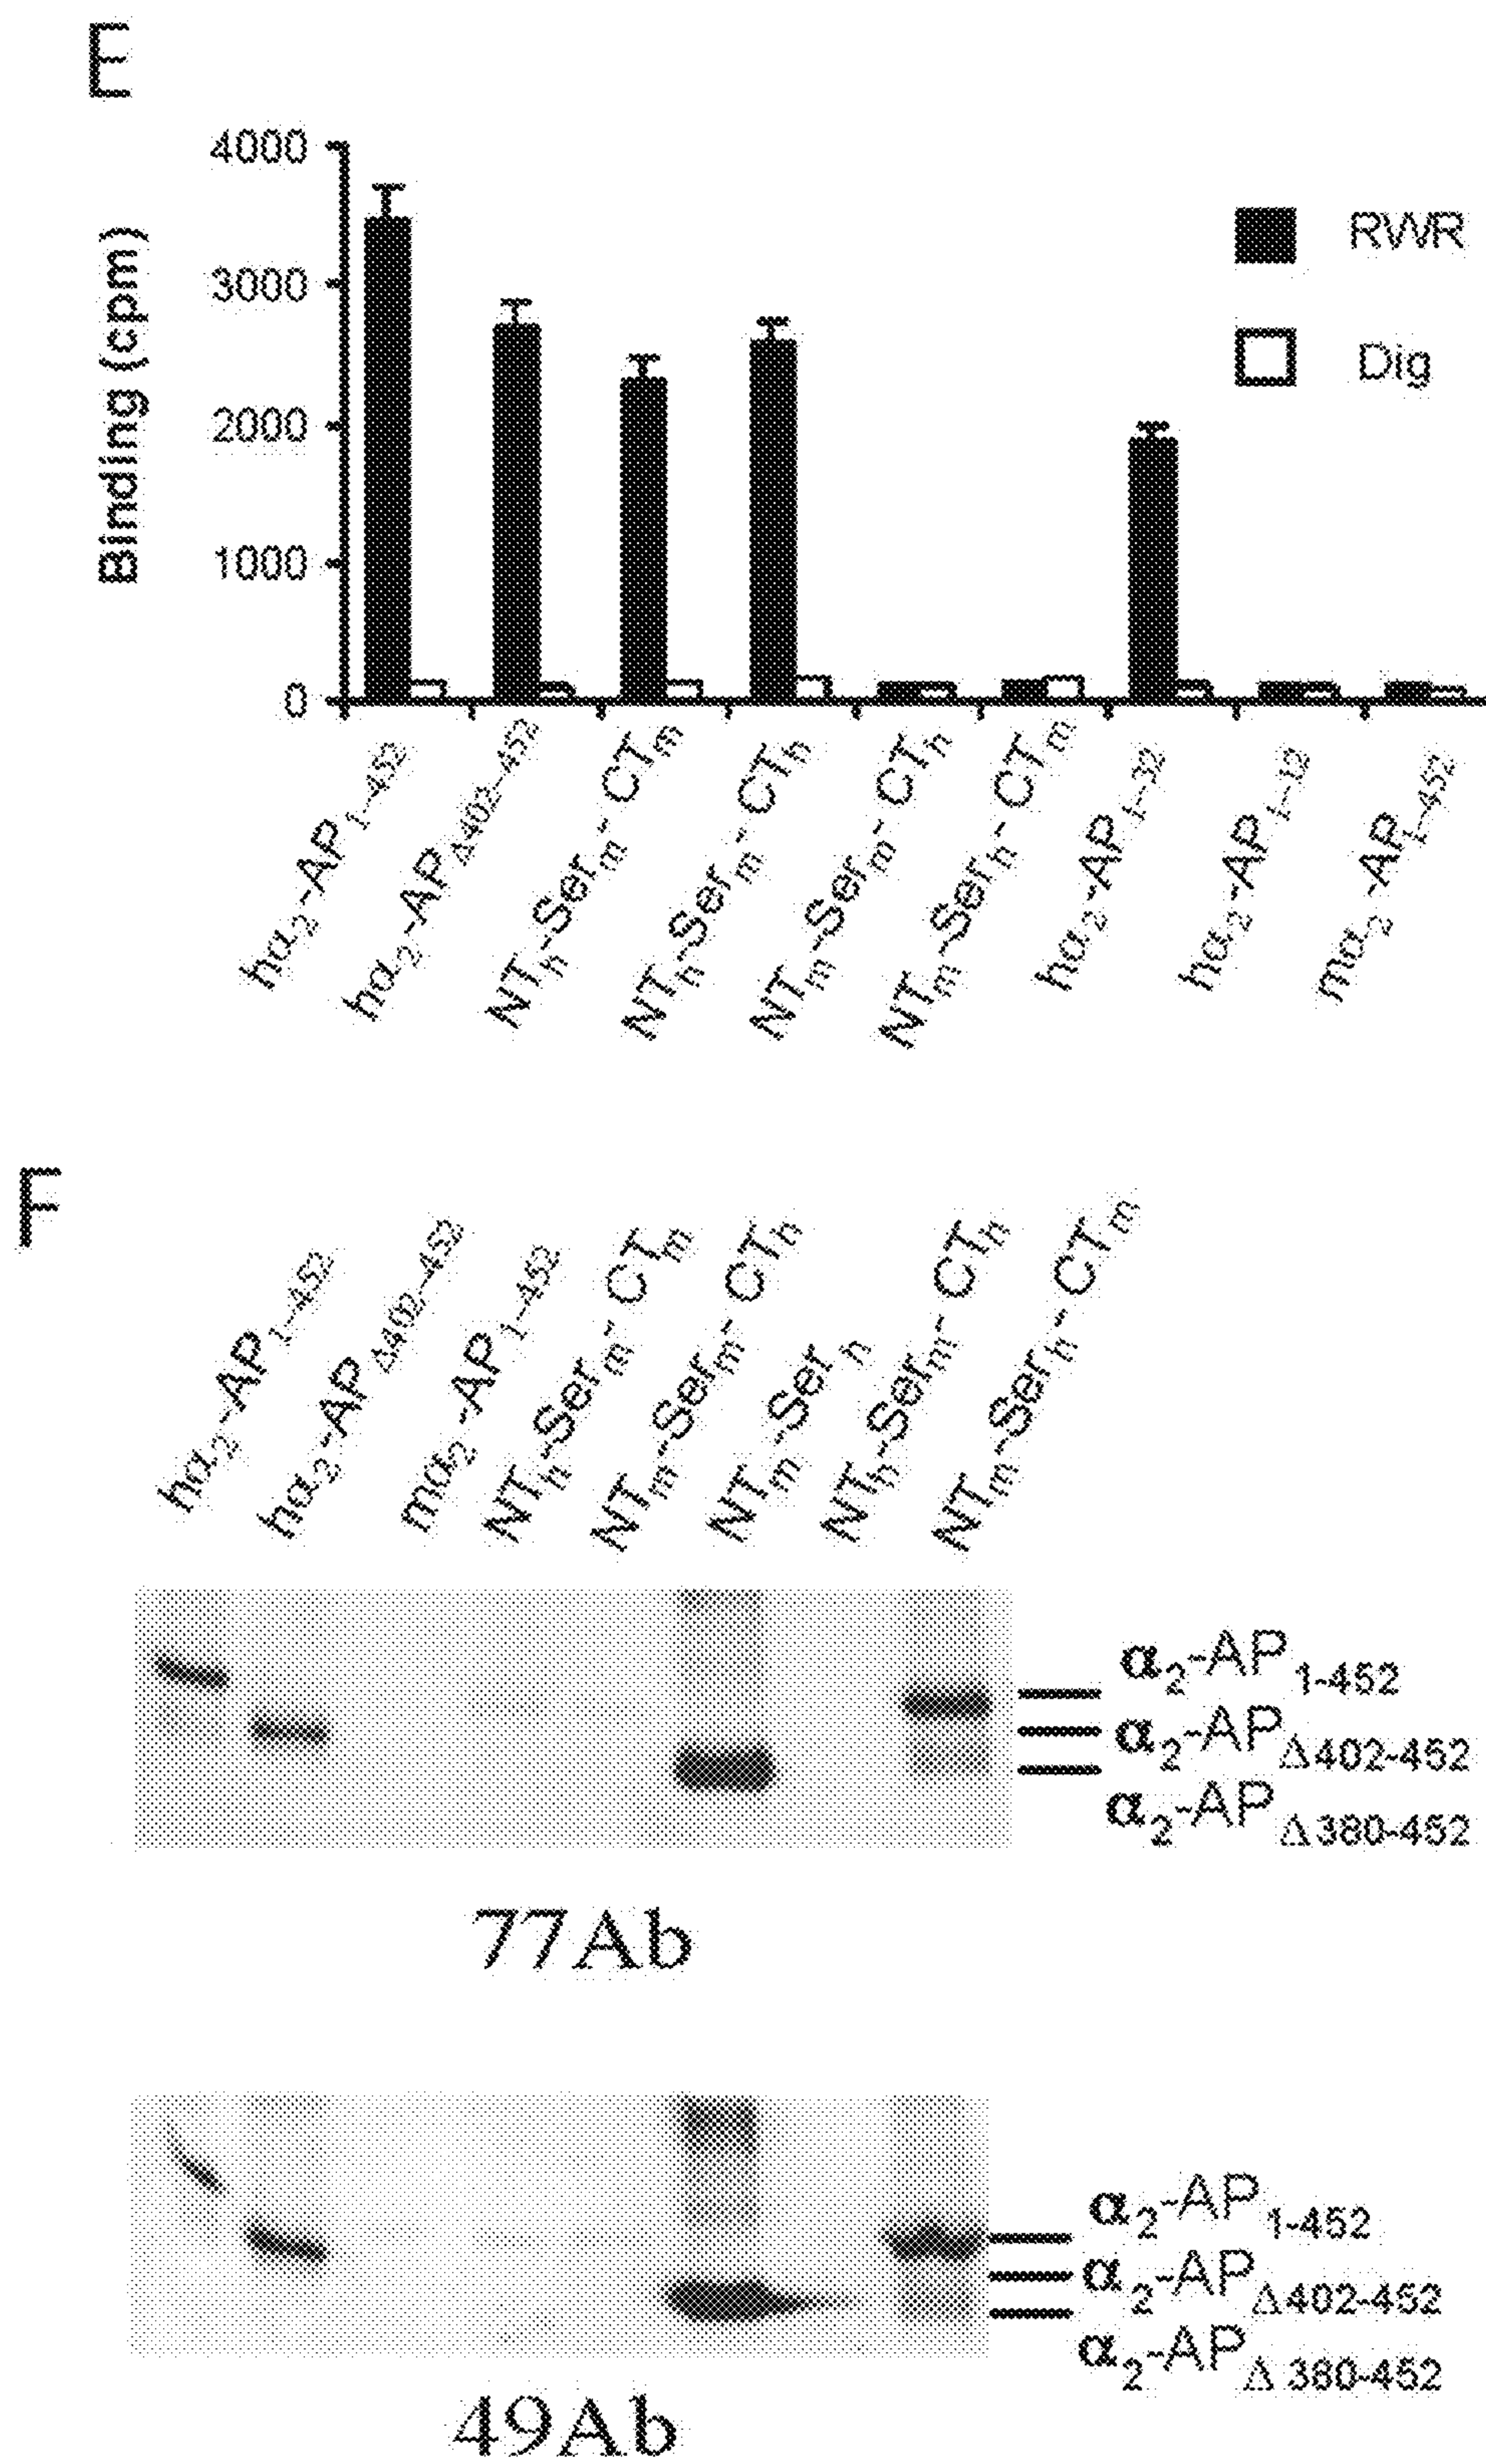 E
4000
3000
2000
1000
0
Binding (cpm)
RWR
Dig
hα2-AP1-452
hα2-APΔ402-452
NTh-Serm-CTm
NTh-Serm-CTh
NTm-Serm-CTh
NTm-Serh-CTm
hα2-AP1-32
hα2-AP1-12
mα2-AP1-452
F
hα2-AP1-452
hα2-APΔ402-452
mα2-AP1-452
NTh-Serm-CTm
NTm-Serm-CTh
NTm-Serh
NTh-Serm-CTh
NTm-Serh-CTm
α2-AP1-452
α2-APΔ402-452
α2-APΔ380-452
77Ab
α2-AP1-452
α2-APΔ402-452
α2-APΔ380-452
49Ab